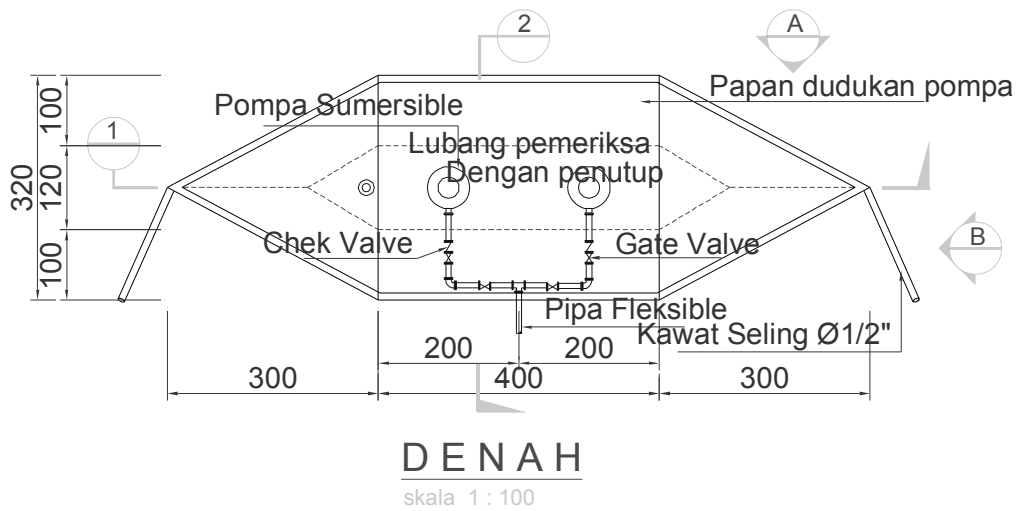 2
A
Papan dudukan pompa
Pompa Sumersible
100
1
Lubang pemeriksa
Dengan penutup
320
120
B
Chek Valve
Gate Valve
100
Pipa Fleksible
Kawat Seling Ø1/2"
200
200
300
400
300
DENAH
skala 1 : 100